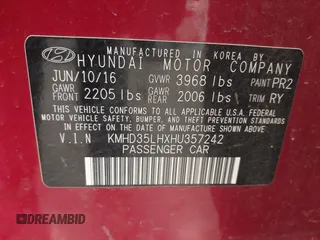 MANUFACTURED IN KOREA BY
HYUNDAI MOTOR COMPANY
JUN/10/16 GVWR 3968 lbs PAINT PR2
GAWR FRONT 2205 lbs GAWR REAR 2006 lbs TRIM RY
THIS VEHICLE CONFORMS TO ALL APPLICABLE U.S.A. FEDERAL
MOTOR VEHICLE SAFETY, BUMPER, AND THEFT PREVENTION
STANDARDS IN EFFECT ON THE DATE OF MANUFACTURE
SHOWN ABOVE
V.I.N KMHD35LHXHU357242
PASSENGER CAR
DREAMBID